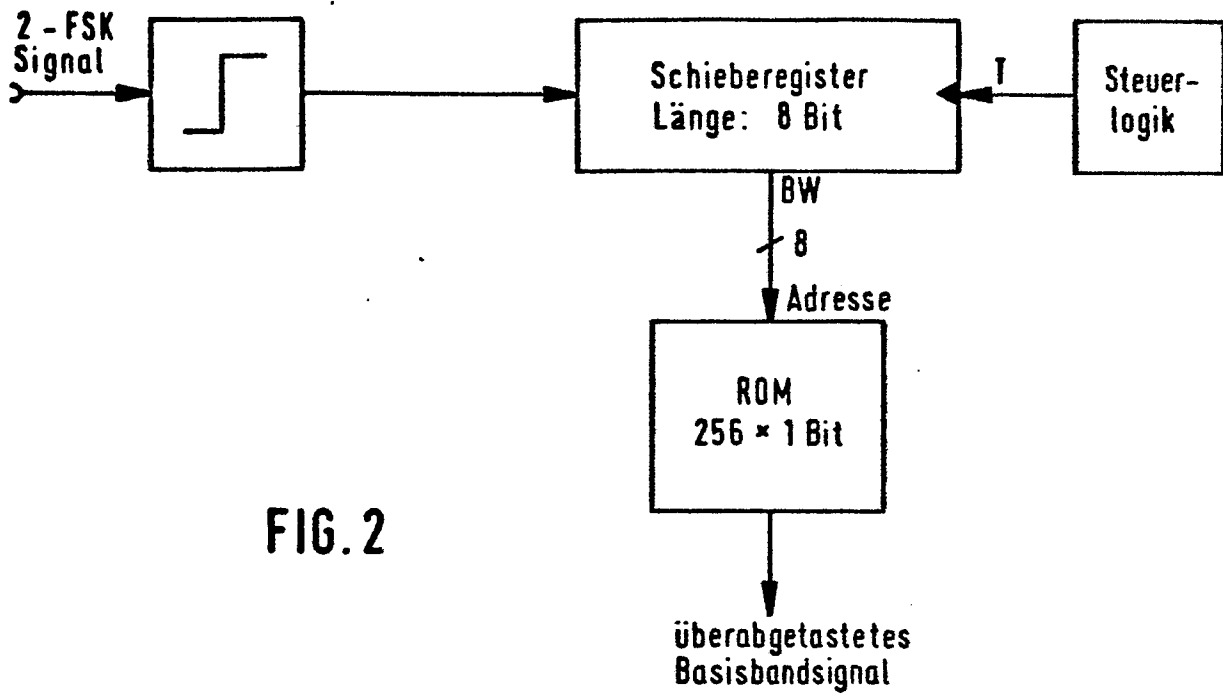 2 - FSK
Signal
Schieberegister
Länge: 8 Bit
T
Steuer-
logik
BW
8
Adresse
ROM
256 × 1 Bit
FIG. 2
überabgetastetes
Basisbandsignal